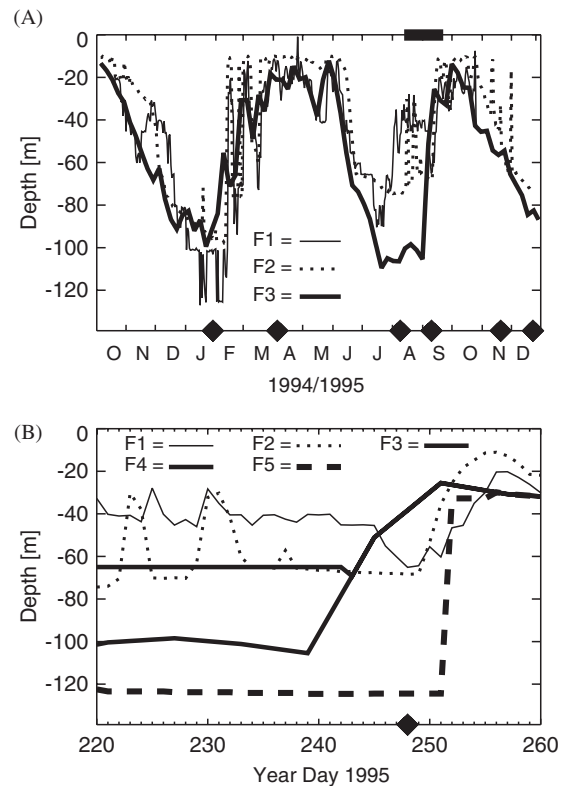 (A)
0
-20
-40
-60
-80
-100
-120
Depth [m]
F1 =
F2 =
F3 =
O N D J F M A M J J A S O N D
1994/1995
(B)
0
-20
-40
-60
-80
-100
-120
Depth [m]
F1 = F2 = F3 =
F4 = F5 =
220 230 240 250 260
Year Day 1995